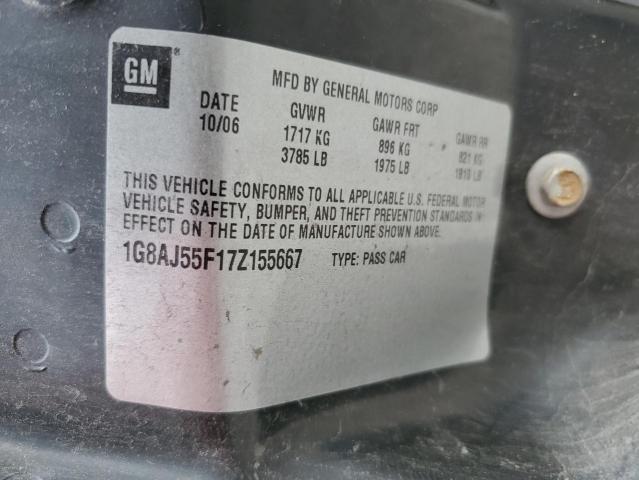 GM ®
MFD BY GENERAL MOTORS CORP
DATE GVWR GAWR FRT GAWR RR
10/06 1717 KG 896 KG 821 KG
3785 LB 1975 LB 1810 LB
THIS VEHICLE CONFORMS TO ALL APPLICABLE U.S. FEDERAL MOTOR
VEHICLE SAFETY, BUMPER, AND THEFT PREVENTION STANDARDS IN
EFFECT ON THE DATE OF MANUFACTURE SHOWN ABOVE.
1G8AJ55F17Z155667 TYPE: PASS CAR